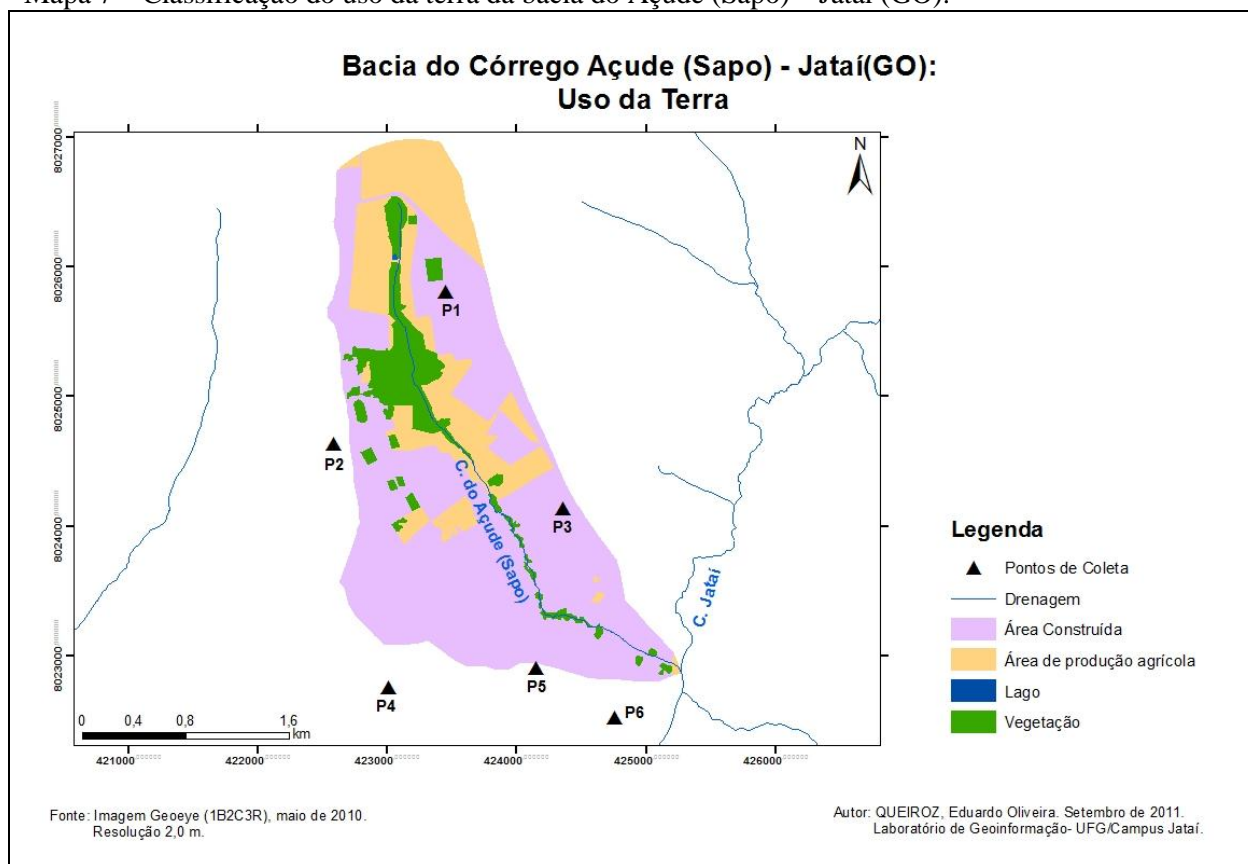 Mapa 7 – Classificação do uso da terra da bacia do Açude (Sapo) – Jataí (GO).
Bacia do Córrego Açude (Sapo) - Jataí(GO):
Uso da Terra
N
8027000
8026000
8025000
8024000
8023000
P1
P2
P3
P4
P5
P6
C. do Açude (Sapo)
C. Jataí
0 0,4 0,8 1,6
km
421000 422000 423000 424000 425000 426000
Legenda
Pontos de Coleta
Drenagem
Área Construída
Área de produção agrícola
Lago
Vegetação
Fonte: Imagem Geoeye (1B2C3R), maio de 2010.
Resolução 2,0 m.
Autor: QUEIROZ, Eduardo Oliveira. Setembro de 2011.
Laboratório de Geoinformação- UFG/Campus Jataí.